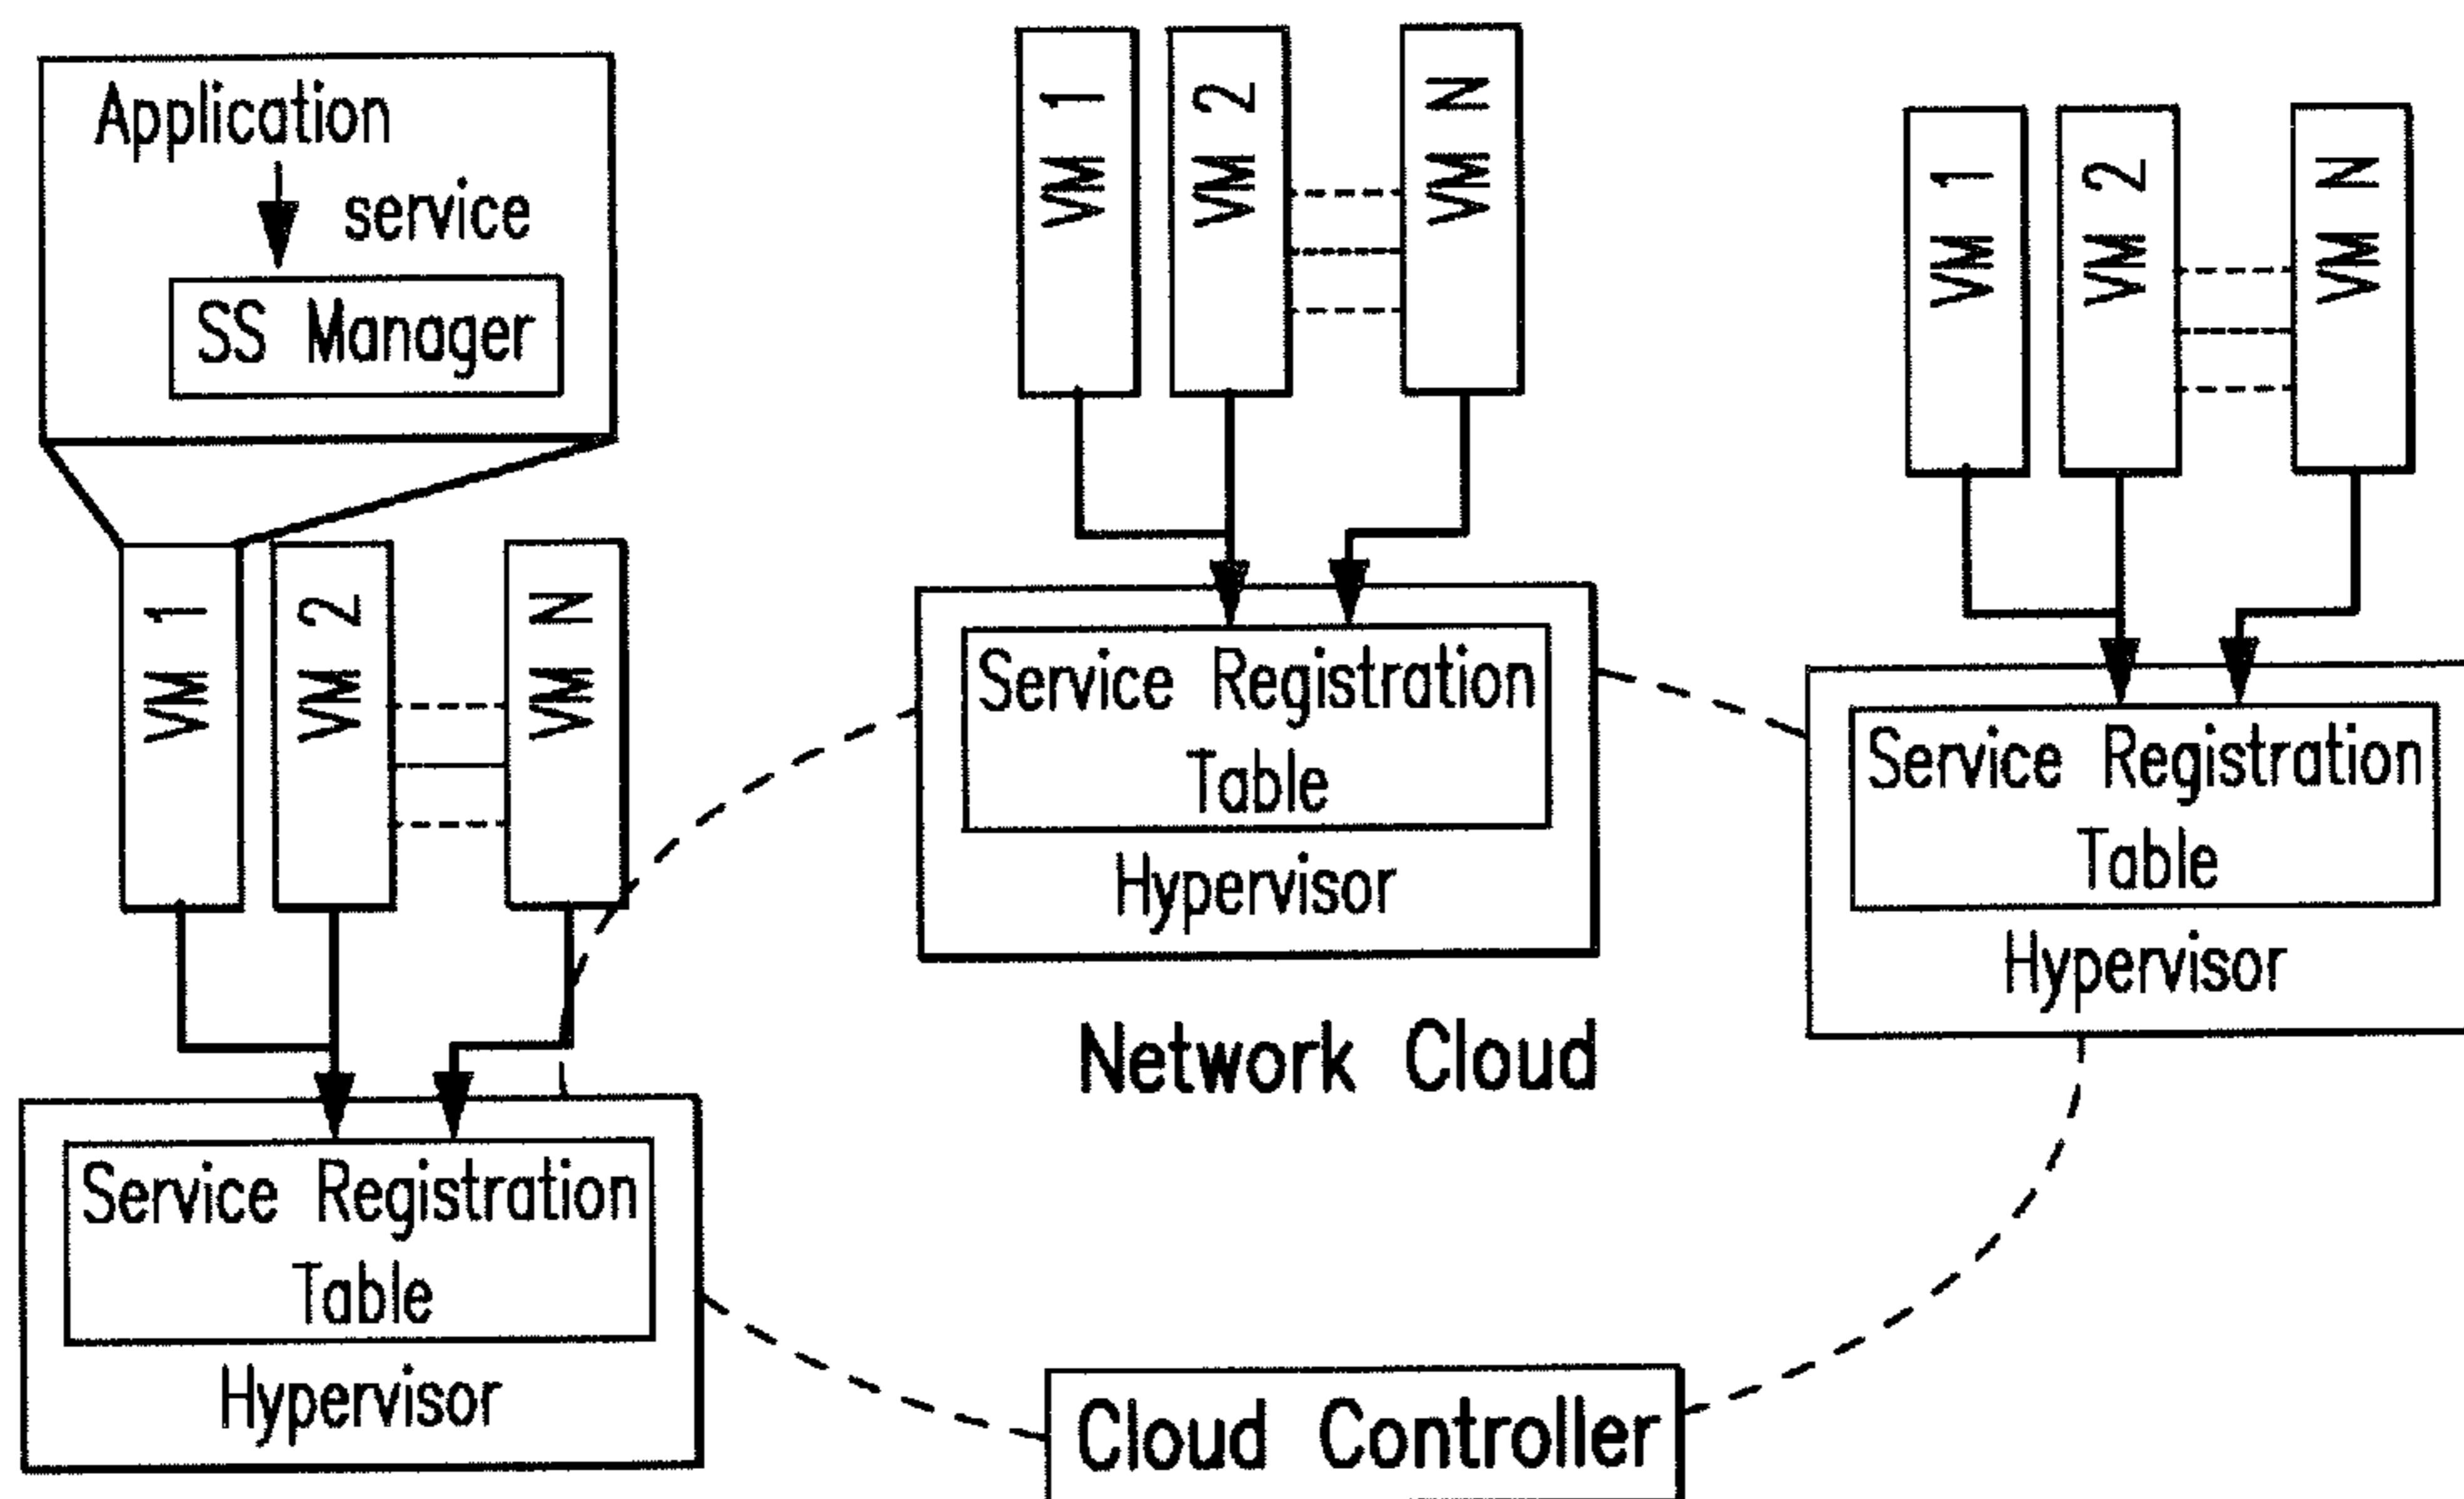 Application
service
SS Manager
VM 1
VM 2
VM N
Service Registration
Table
Hypervisor
VM 1
VM 2
VM N
Service Registration
Table
Hypervisor
VM 1
VM 2
VM N
Service Registration
Table
Hypervisor
Network Cloud
Cloud Controller